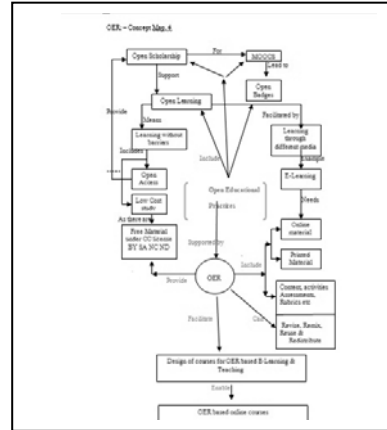 OER – Concept Map 4
Open Scholarship
For
MOOCS
Support
Lead to
Open Learning
Open
Badges
Provide
Means
Facilitated by
Learning without
barriers
Learning
through
different media
Includes
Include
Example
Open
Access
E-Learning
Low Cost
study
Open Educational
Practices
Needs
As there are
Online
material
Free Material
under CC license
BY SA NC ND
Supported by
Printed
Material
OER
Provide
Include
Content, activities
Assessments,
Rubrics etc
Facilitate
Can
Revise, Remix,
Reuse &
Redistribute
Design of courses for OER based E-Learning &
Teaching
Enable
OER based online courses